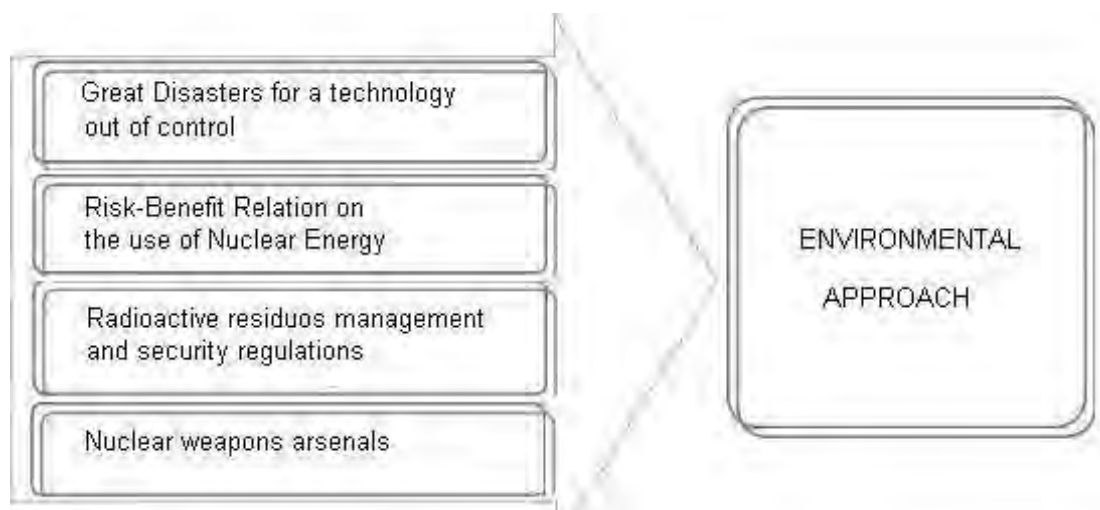 Great Disasters for a technology
out of control
Risk-Benefit Relation on
the use of Nuclear Energy
Radioactive residuos management
and security regulations
Nuclear weapons arsenals
ENVIRONMENTAL
APPROACH